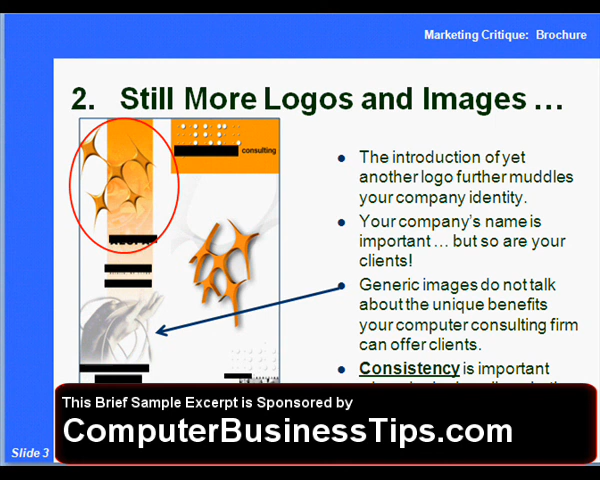 Marketing Critique: Brochure
2. Still More Logos and Images …
consulting
• The introduction of yet
another logo further muddles
your company identity.
• Your company's name is
important … but so are your
clients!
• Generic images do not talk
about the unique benefits
your computer consulting firm
can offer clients.
• Consistency is important
This Brief Sample Excerpt is Sponsored by
ComputerBusinessTips.com
Slide 3